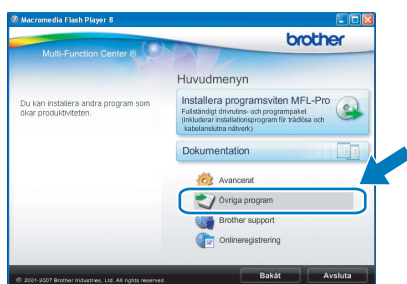 Macromedia Flash Player 8
brother
Multi-Function Center ®
Huvudmenyn
Du kan installera andra program som
ökar produktiviteten.
Installera programsviten MFL-Pro
Fullständigt drivrutins- och programpaket
(Inkluderar installationsprogram för trådlösa och
kabelanslutna nätverk)
Dokumentation
Avancerat
Övriga program
Brother support
Onlineregistrering
© 2001-2007 Brother Industries, Ltd. All rights reserved
Bakåt
Avsluta